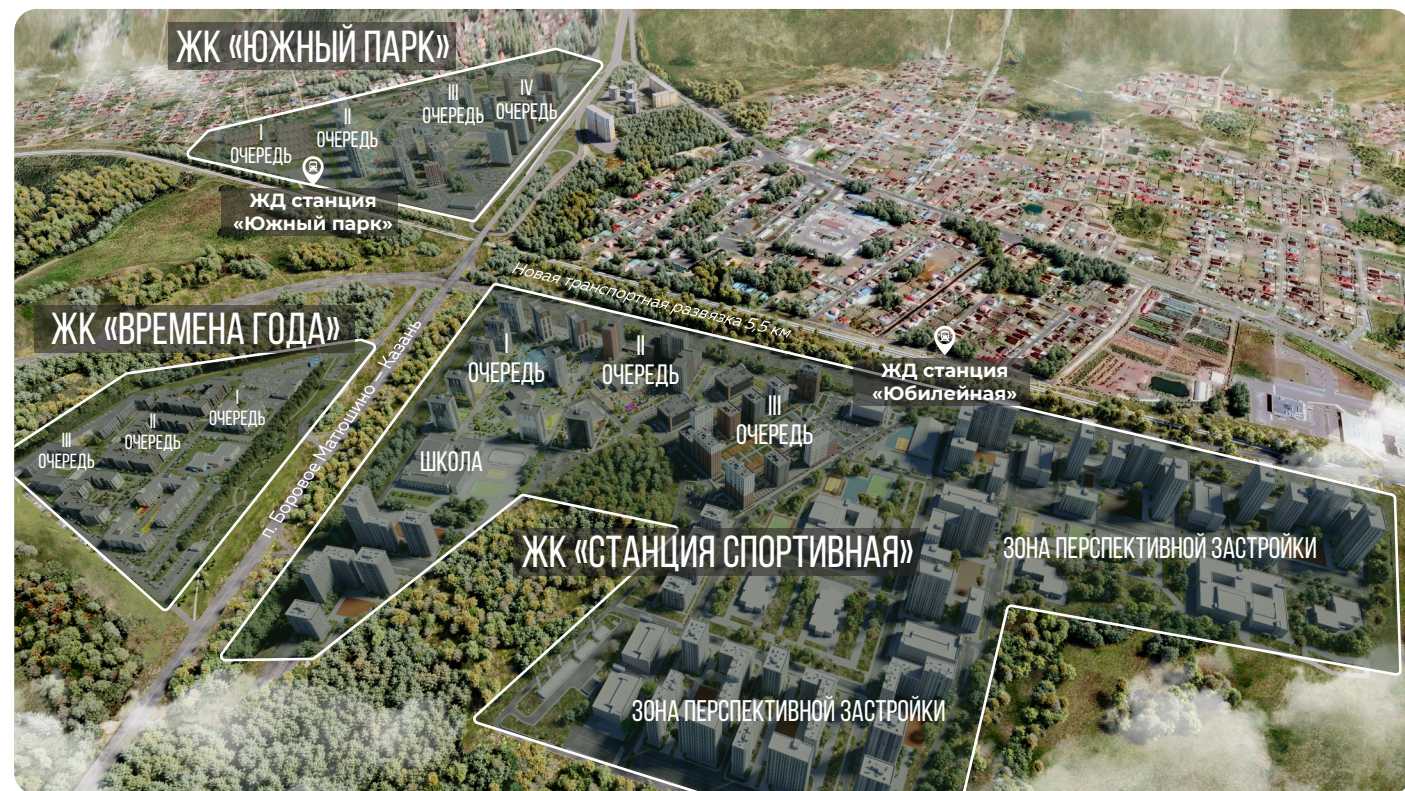 ЖК «ЮЖНЫЙ ПАРК»
I
ОЧЕРЕДЬ
II
ОЧЕРЕДЬ
III
ОЧЕРЕДЬ
IV
ОЧЕРЕДЬ
ЖД станция
«Южный парк»
Новая транспортная развязка 5,5 км
ЖК «ВРЕМЕНА ГОДА»
III
ОЧЕРЕДЬ
II
ОЧЕРЕДЬ
I
ОЧЕРЕДЬ
п. Боровое Матюшино - Казань
I
ОЧЕРЕДЬ
II
ОЧЕРЕДЬ
III
ОЧЕРЕДЬ
ЖД станция
«Юбилейная»
ШКОЛА
ЖК «СТАНЦИЯ СПОРТИВНАЯ»
ЗОНА ПЕРСПЕКТИВНОЙ ЗАСТРОЙКИ
ЗОНА ПЕРСПЕКТИВНОЙ ЗАСТРОЙКИ